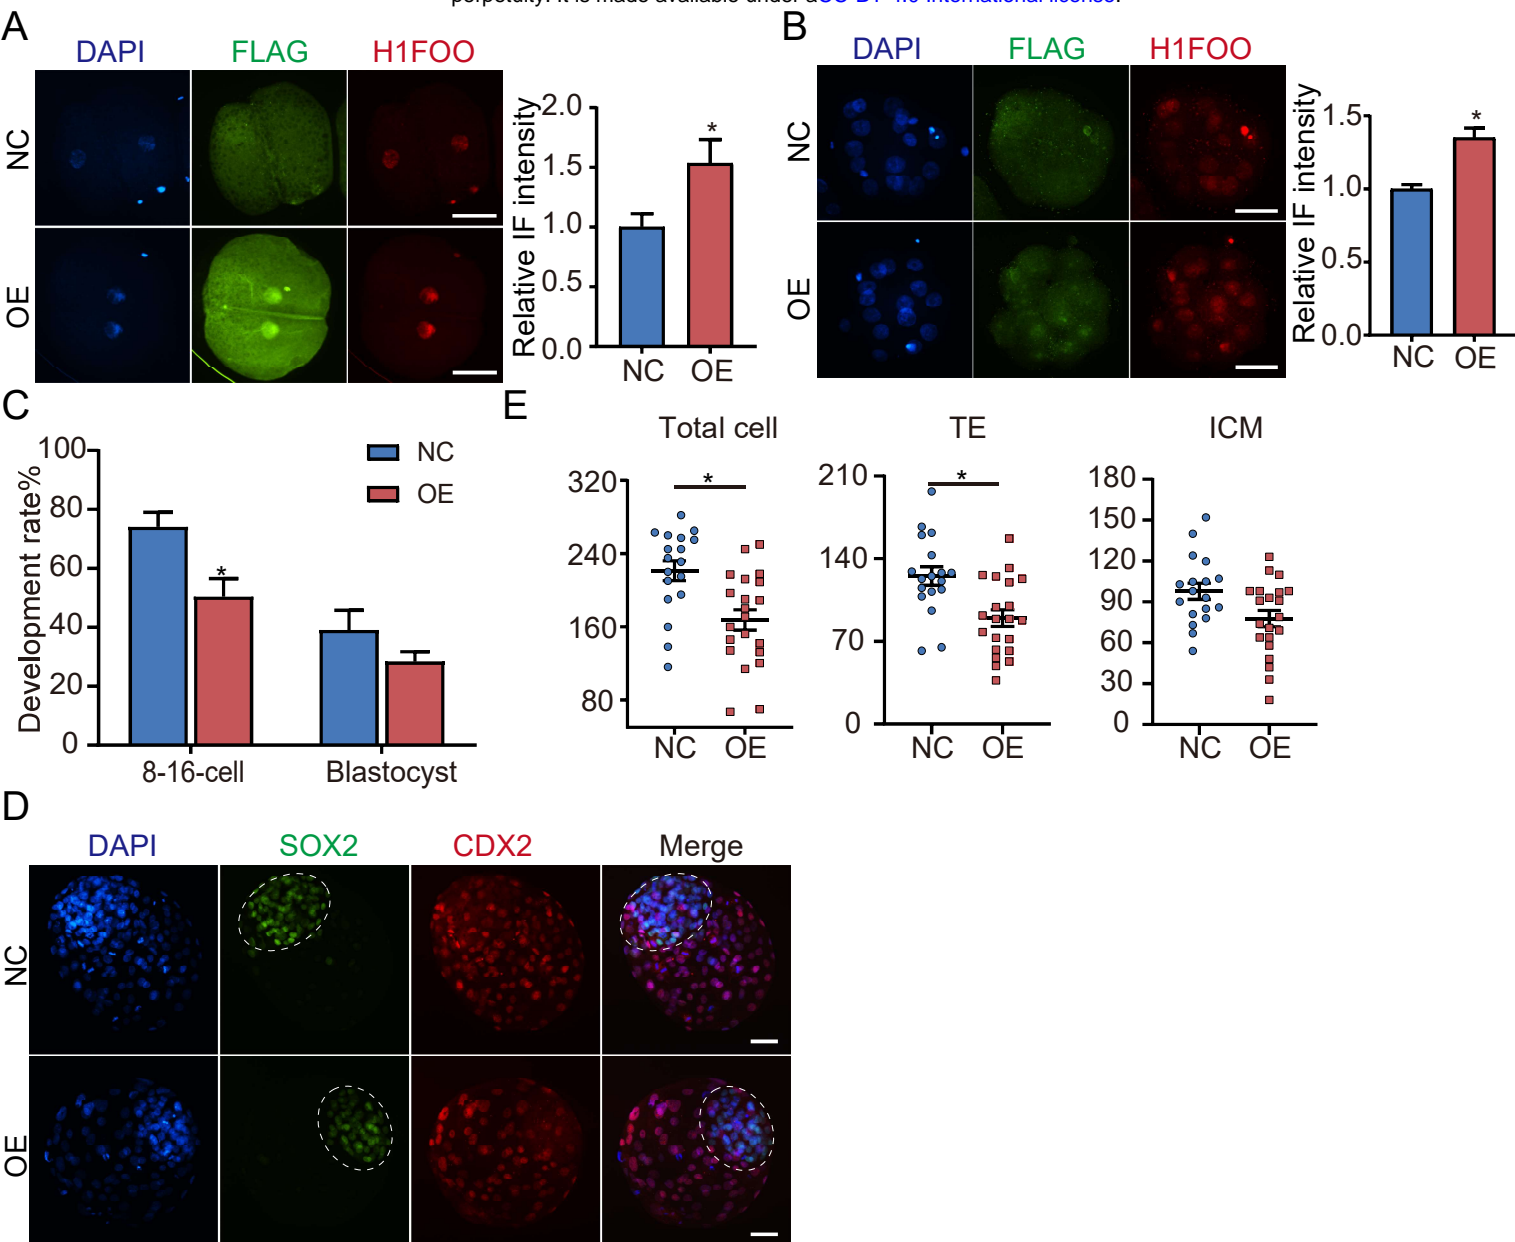 A
DAPI FLAG H1FOO
NC
OE
Relative IF intensity
2.0
1.5
1.0
0.5
0.0
*
NC OE
B
DAPI FLAG H1FOO
NC
OE
Relative IF intensity
1.5
1.0
0.5
0.0
*
NC OE
C
Development rate%
100
80
60
40
20
0
NC
OE
*
8-16-cell Blastocyst
E
Total cell
320
240
160
80
*
NC OE
TE
210
140
70
0
*
NC OE
ICM
180
150
120
90
60
30
0
NC OE
D
DAPI SOX2 CDX2 Merge
NC
OE